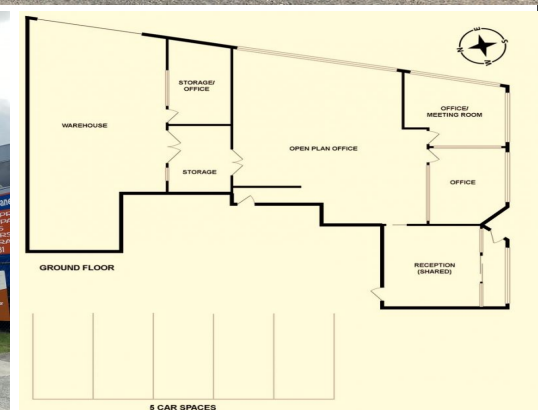 E
S
N
W
STORAGE/
OFFICE
OFFICE/
MEETING ROOM
WAREHOUSE
OPEN PLAN OFFICE
STORAGE
OFFICE
RECEPTION
(SHARED)
GROUND FLOOR
5 CAR SPACES